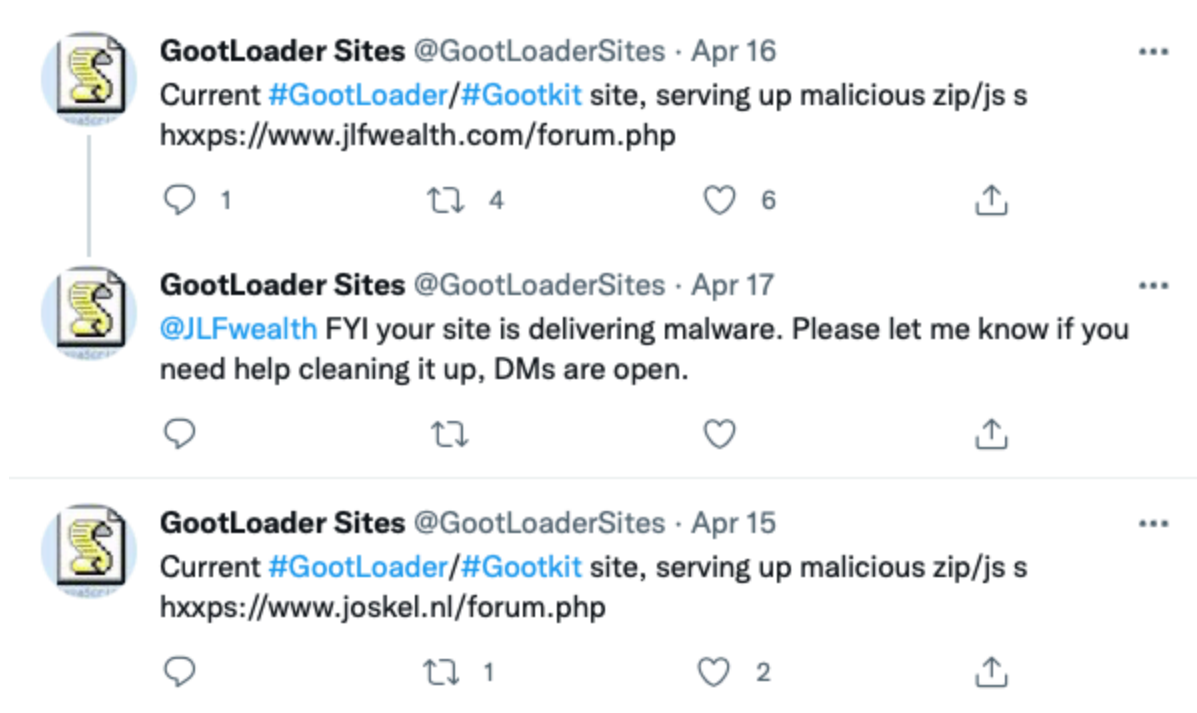 GootLoader Sites @GootLoaderSites · Apr 16
Current #GootLoader/#Gootkit site, serving up malicious zip/js s
hxxps://www.jlfwealth.com/forum.php
1 4 6
GootLoader Sites @GootLoaderSites · Apr 17
@JLFwealth FYI your site is delivering malware. Please let me know if you
need help cleaning it up, DMs are open.
GootLoader Sites @GootLoaderSites · Apr 15
Current #GootLoader/#Gootkit site, serving up malicious zip/js s
hxxps://www.joskel.nl/forum.php
1 2